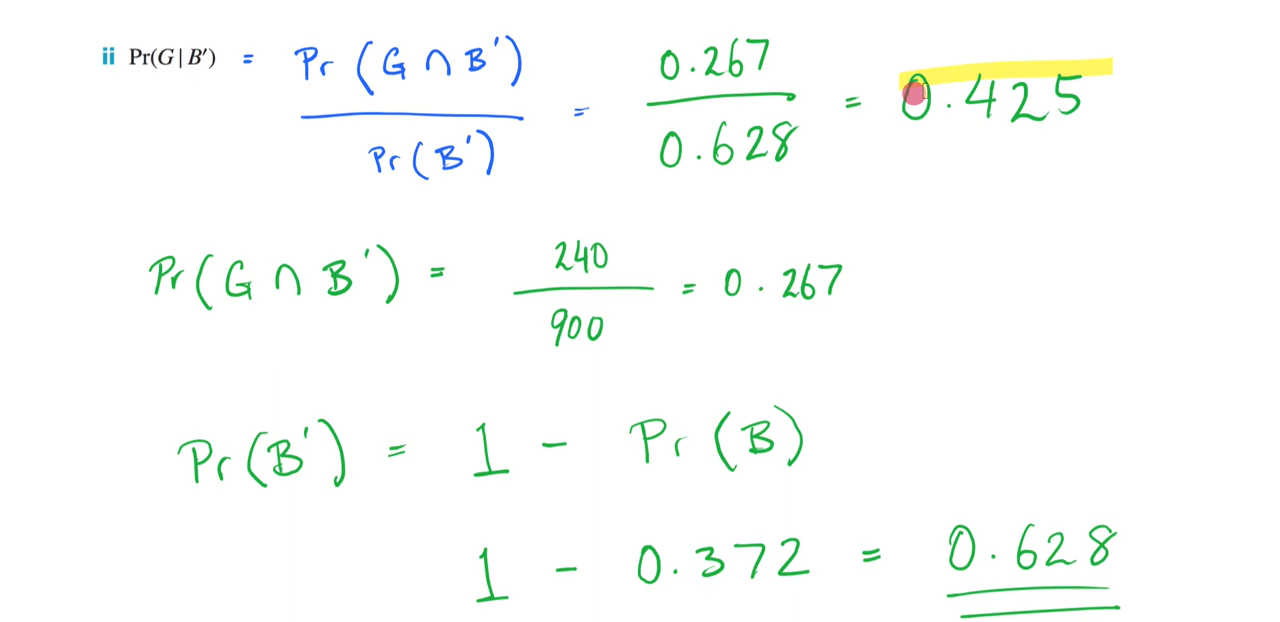 ii Pr(G|B′) = Pr(G ∩ B') / Pr(B') = 0.267 / 0.628 = 0.425
Pr(G ∩ B') = 240 / 900 = 0.267
Pr(B') = 1 - Pr(B)
1 - 0.372 = 0.628